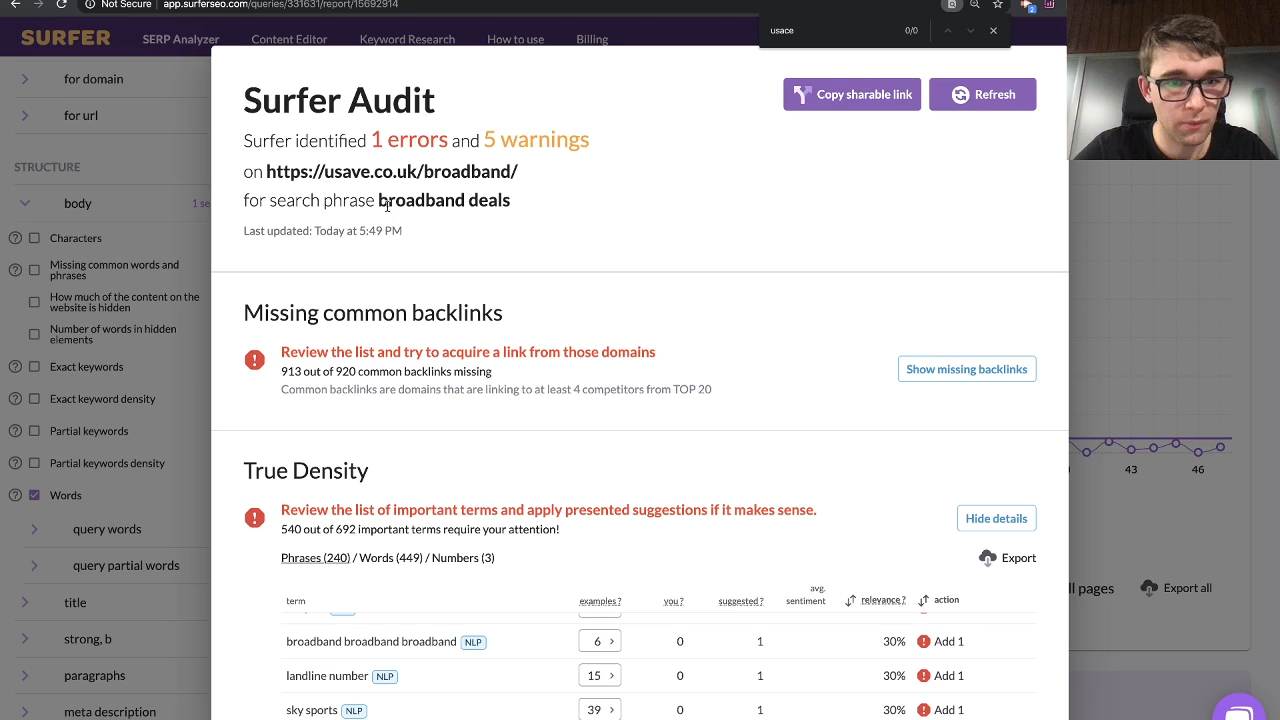 Not Secure app.surferseo.com/queries/331631/report/15692914
2
usace 0/0
SURFER SERP Analyzer Content Editor Keyword Research How to use Billing
for domain
for url
STRUCTURE
body
Characters
Missing common words and
phrases
How much of the content on the
website is hidden
Number of words in hidden
elements
Exact keywords
Exact keyword density
Partial keywords
Partial keywords density
Words
query words
query partial words
title
strong, b
paragraphs
meta description
Surfer Audit
Copy sharable link
Refresh
Surfer identified 1 errors and 5 warnings
on https://usave.co.uk/broadband/
for search phrase broadband deals
Last updated: Today at 5:49 PM
Missing common backlinks
Review the list and try to acquire a link from those domains
913 out of 920 common backlinks missing
Common backlinks are domains that are linking to at least 4 competitors from TOP 20
Show missing backlinks
True Density
Review the list of important terms and apply presented suggestions if it makes sense.
540 out of 692 important terms require your attention!
Hide details
Phrases (240) / Words (449) / Numbers (3)
Export
term examples ? you ? suggested ? avg. sentiment relevance ? action
broadband broadband broadband NLP 6 > 0 1 30% Add 1
landline number NLP 15 > 0 1 30% Add 1
sky sports NLP 39 > 0 1 30% Add 1
43 46
Export all